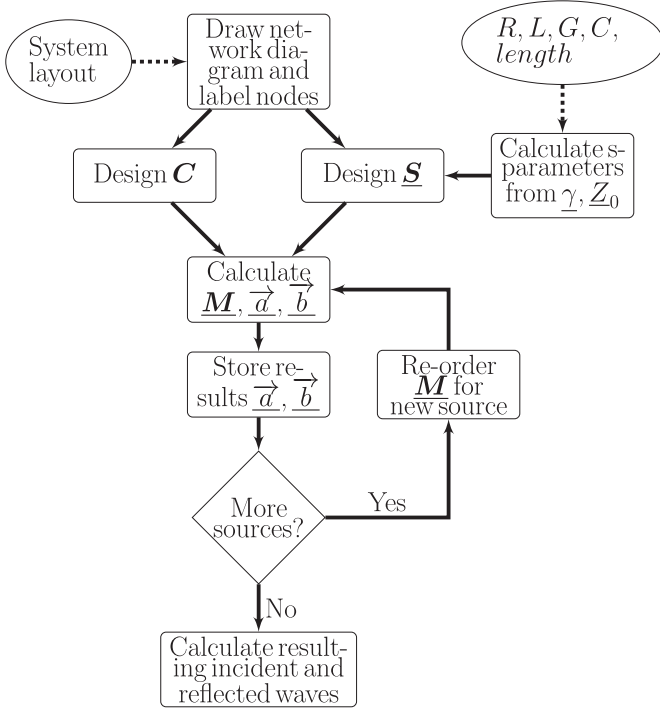 System
layout
Draw net-
work dia-
gram and
label nodes
R, L, G, C,
length
Design C
Design S
Calculate s-
parameters
from γ, Z₀
Calculate
M, a⃗, b⃗
Store re-
sults a⃗, b⃗
Re-order
M for
new source
More
sources?
Yes
No
Calculate result-
ing incident and
reflected waves